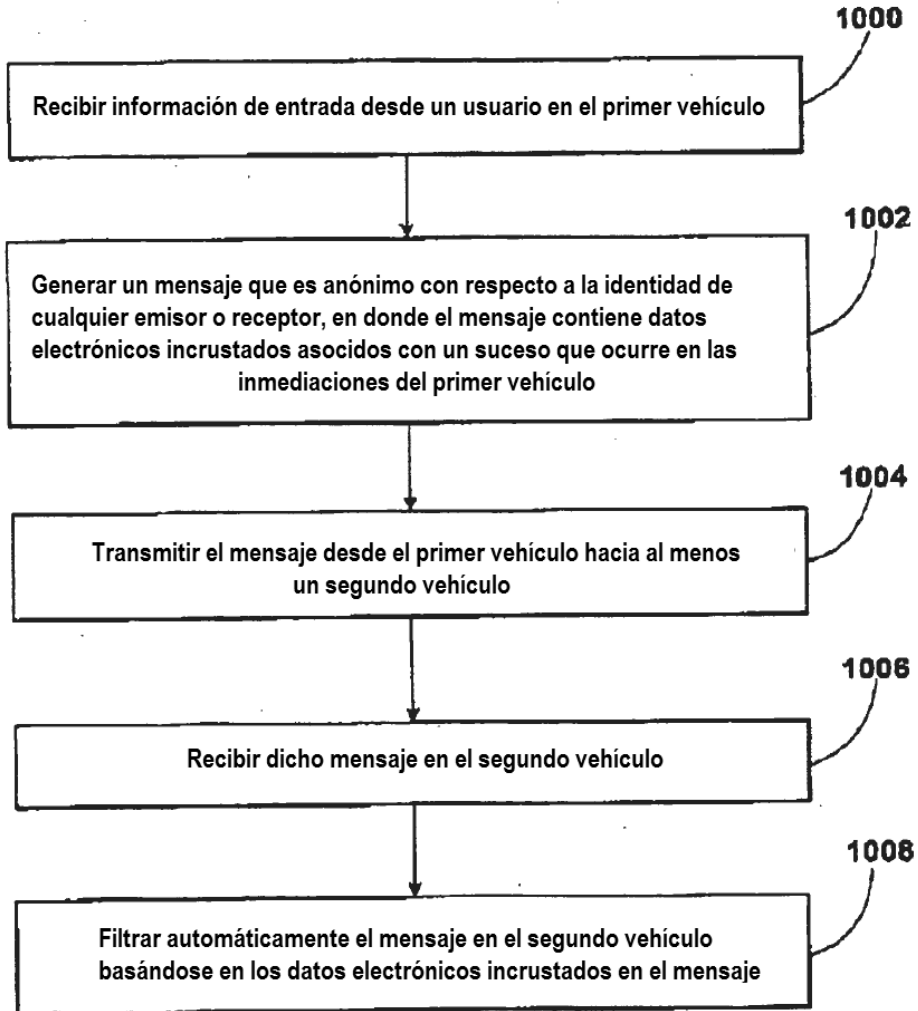 1000
Recibir información de entrada desde un usuario en el primer vehículo
1002
Generar un mensaje que es anónimo con respecto a la identidad de
cualquier emisor o receptor, en donde el mensaje contiene datos
electrónicos incrustados asociados con un suceso que ocurre en las
inmediaciones del primer vehículo
1004
Transmitir el mensaje desde el primer vehículo hacia al menos
un segundo vehículo
1006
Recibir dicho mensaje en el segundo vehículo
1008
Filtrar automáticamente el mensaje en el segundo vehículo
basándose en los datos electrónicos incrustados en el mensaje